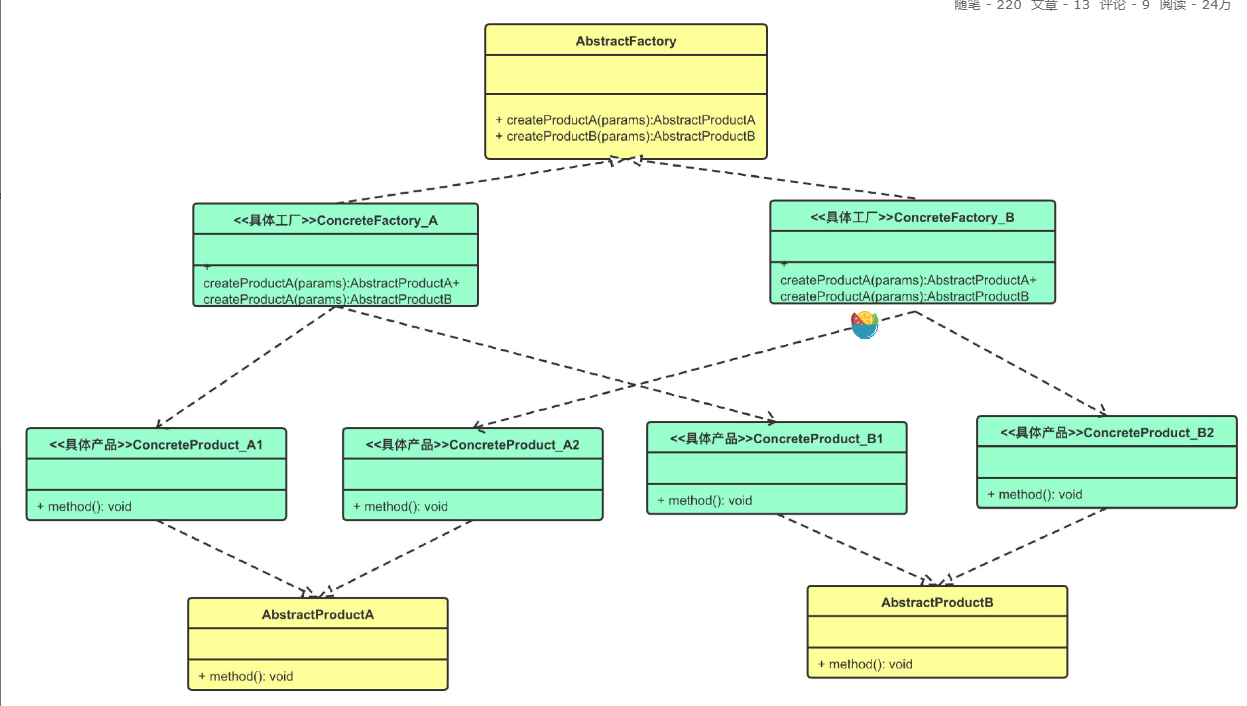 随笔 - 220 文章 - 13 评论 - 9 阅读 - 24万
AbstractFactory
+ createProductA(params):AbstractProductA
+ createProductB(params):AbstractProductB
<<具体工厂>>ConcreteFactory_A
+
createProductA(params):AbstractProductA+
createProductA(params):AbstractProductB
<<具体工厂>>ConcreteFactory_B
+
createProductA(params):AbstractProductA+
createProductA(params):AbstractProductB
<<具体产品>>ConcreteProduct_A1
+ method(): void
<<具体产品>>ConcreteProduct_A2
+ method(): void
<<具体产品>>ConcreteProduct_B1
+ method(): void
<<具体产品>>ConcreteProduct_B2
+ method(): void
AbstractProductA
+ method(): void
AbstractProductB
+ method(): void